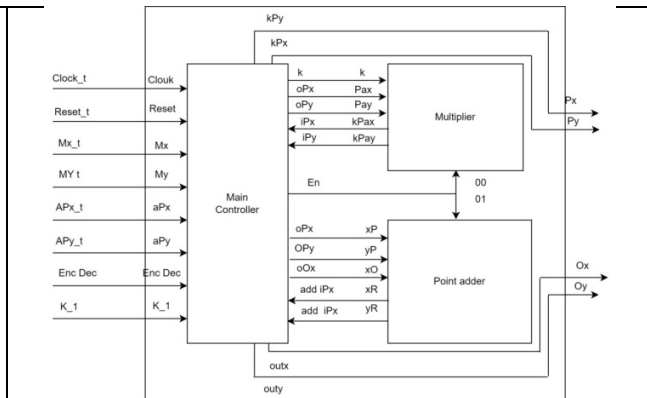 kPy
kPx
Clock_t Clouk k k
oPx Pax
Reset_t Reset oPy Pay Multiplier Px
iPx kPax Py
Mx_t Mx iPy kPay
MY t My En 00
Main Controller 01
APx_t aPx
oPx xP
APy_t aPy OPy yP
Enc Dec Enc Dec oOx xO Point adder Ox
add iPx xR Oy
K_1 K_1 add iPx yR
outx
outy